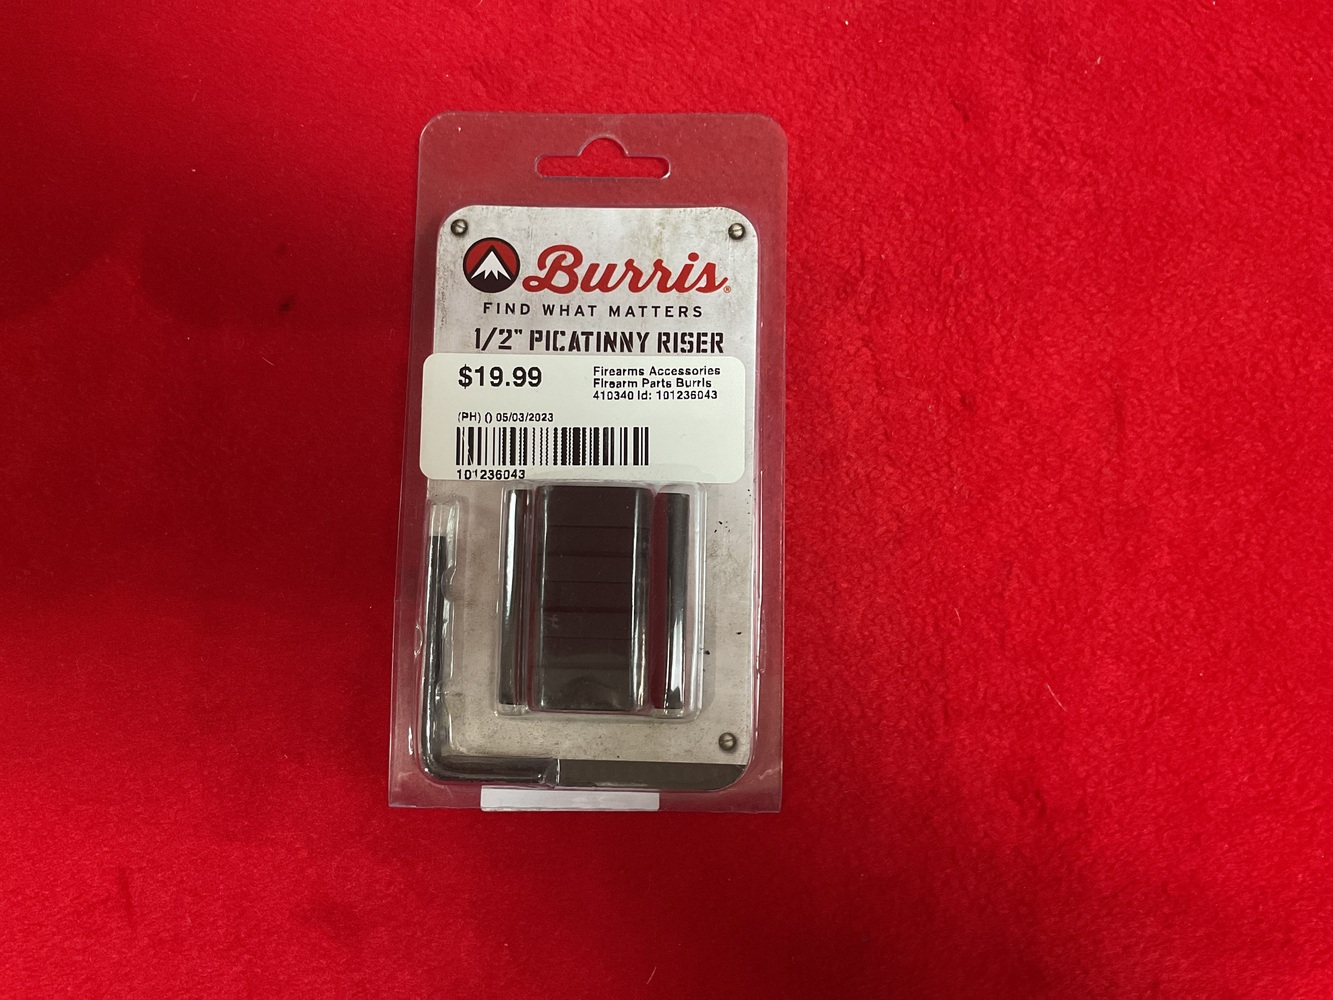 Burris®
FIND WHAT MATTERS
1/2" PICATINNY RISER
$19.99
Firearms Accessories
Firearm Parts Burris
410340 Id: 101236043
(PH) () 05/03/2023
101236043